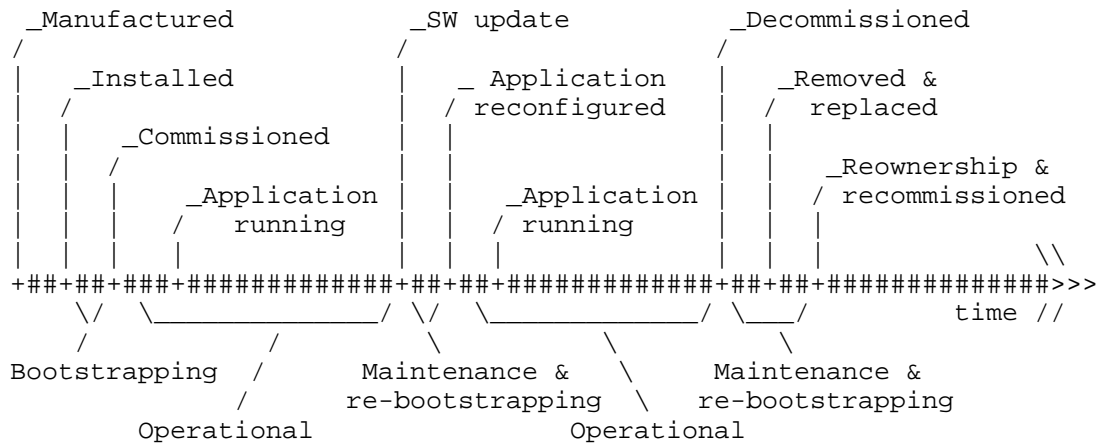 _Manufactured _SW update _Decommissioned
_Installed _ Application _Removed &
reconfigured replaced
_Commissioned
_Reownership &
_Application _Application recommissioned
running running
+##+##+###+#############+##+##+#############+##+##+##############>>>
time //
Bootstrapping Maintenance & Maintenance &
re-bootstrapping re-bootstrapping
Operational Operational